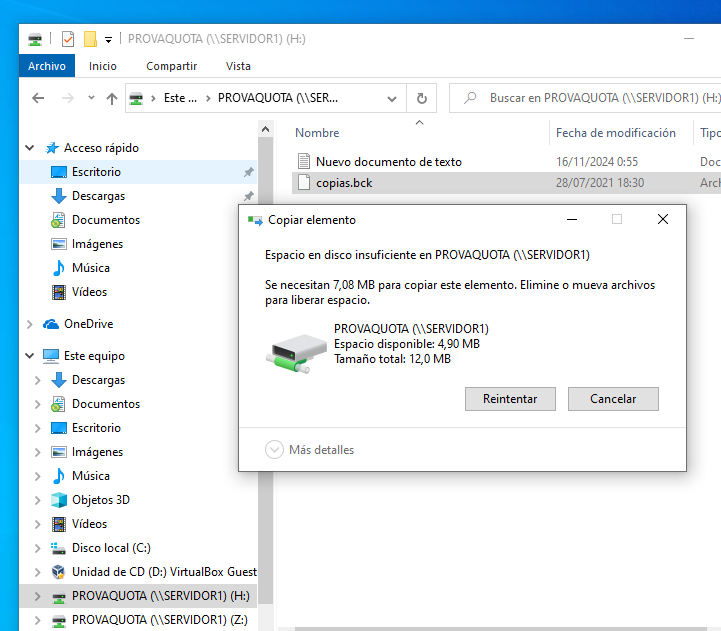 PROVAQUOTA (\\SERVIDOR1) (H:)
Archivo Inicio Compartir Vista
Este ... PROVAQUOTA (\\SER... Buscar en PROVAQUOTA (\\SERVIDOR1) (H:)
Nombre Fecha de modificación Tipo
Nuevo documento de texto 16/11/2024 0:55 Doc
copias.bck 28/07/2021 18:30 Arch
Acceso rápido
Escritorio
Descargas
Documentos
Imágenes
Música
Vídeos
OneDrive
Este equipo
Descargas
Documentos
Escritorio
Imágenes
Música
Objetos 3D
Vídeos
Disco local (C:)
Unidad de CD (D:) VirtualBox Guest
PROVAQUOTA (\\SERVIDOR1) (H:)
PROVAQUOTA (\\SERVIDOR1) (Z:)
Copiar elemento
Espacio en disco insuficiente en PROVAQUOTA (\\SERVIDOR1)
Se necesitan 7,08 MB para copiar este elemento. Elimine o mueva archivos
para liberar espacio.
PROVAQUOTA (\\SERVIDOR1)
Espacio disponible: 4,90 MB
Tamaño total: 12,0 MB
Reintentar Cancelar
Más detalles